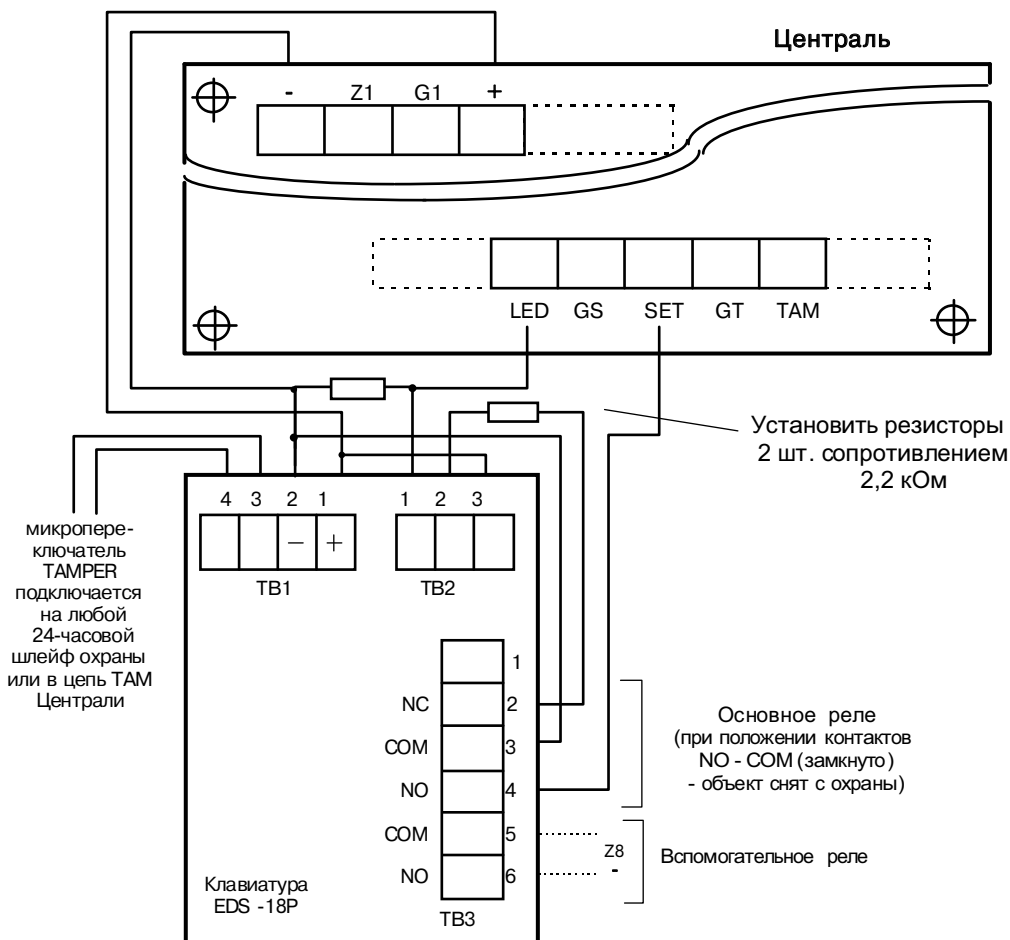 Централь
- Z1 G1 +
LED GS SET GT TAM
Установить резисторы
2 шт. сопротивлением
2,2 кОм
4 3 2 1 1 2 3
− +
TB1 TB2
микропере-
ключатель
TAMPER
подключается
на любой
24-часовой
шлейф охраны
или в цепь ТАМ
Централи
1
NC 2
COM 3
NO 4
COM 5
NO 6
TB3
Основное реле
(при положении контактов
NO - COM (замкнуто)
- объект снят с охраны)
Z8
-
Вспомогательное реле
Клавиатура
EDS -18P